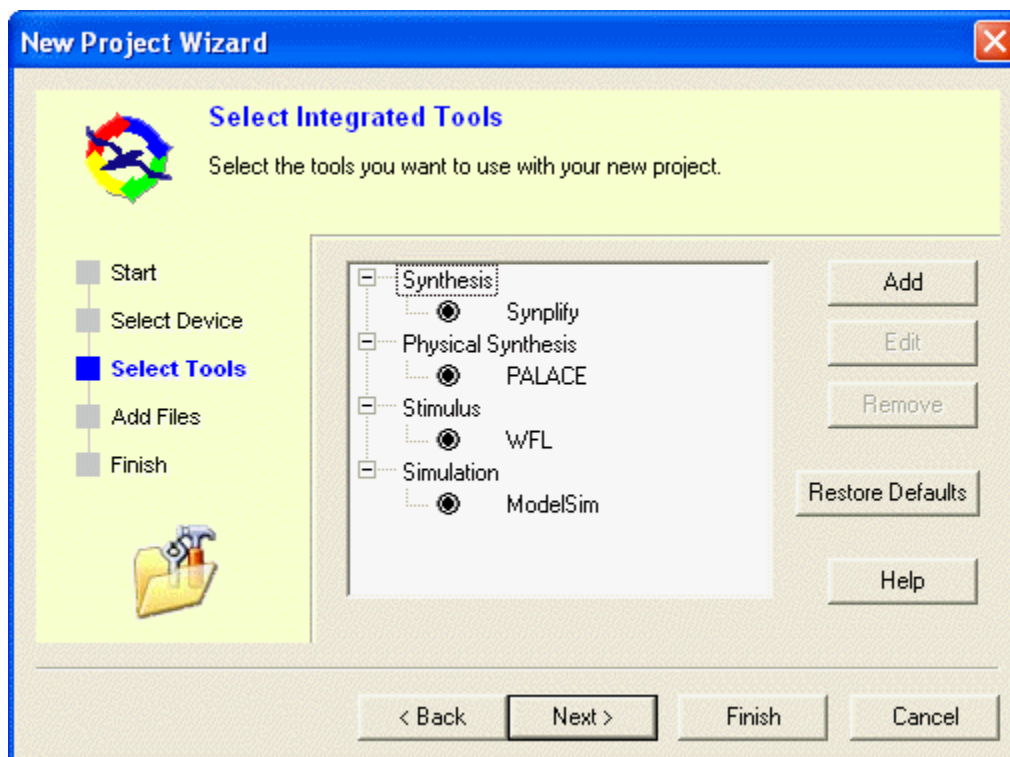 New Project Wizard
Select Integrated Tools
Select the tools you want to use with your new project.
Start
Select Device
Select Tools
Add Files
Finish
Synthesis
Synplify
Physical Synthesis
PALACE
Stimulus
WFL
Simulation
ModelSim
Add
Edit
Remove
Restore Defaults
Help
< Back
Next >
Finish
Cancel